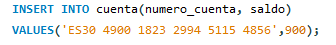 INSERT INTO cuenta(numero_cuenta, saldo)
VALUES('ES30 4900 1823 2994 5115 4856',900);